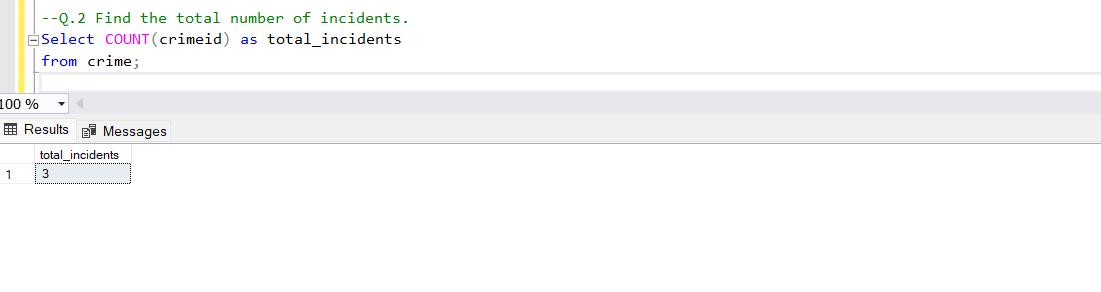 --Q.2 Find the total number of incidents.
Select COUNT(crimeid) as total_incidents
from crime;
100 %
Results Messages
total_incidents
1 3